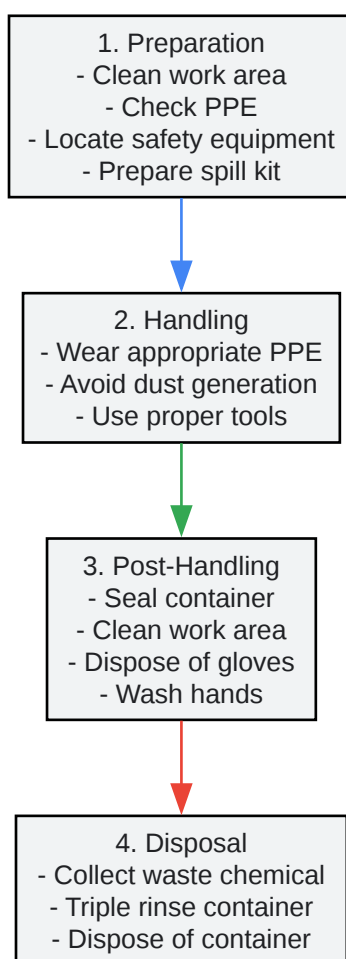 1. Preparation
- Clean work area
- Check PPE
- Locate safety equipment
- Prepare spill kit
2. Handling
- Wear appropriate PPE
- Avoid dust generation
- Use proper tools
3. Post-Handling
- Seal container
- Clean work area
- Dispose of gloves
- Wash hands
4. Disposal
- Collect waste chemical
- Triple rinse container
- Dispose of container